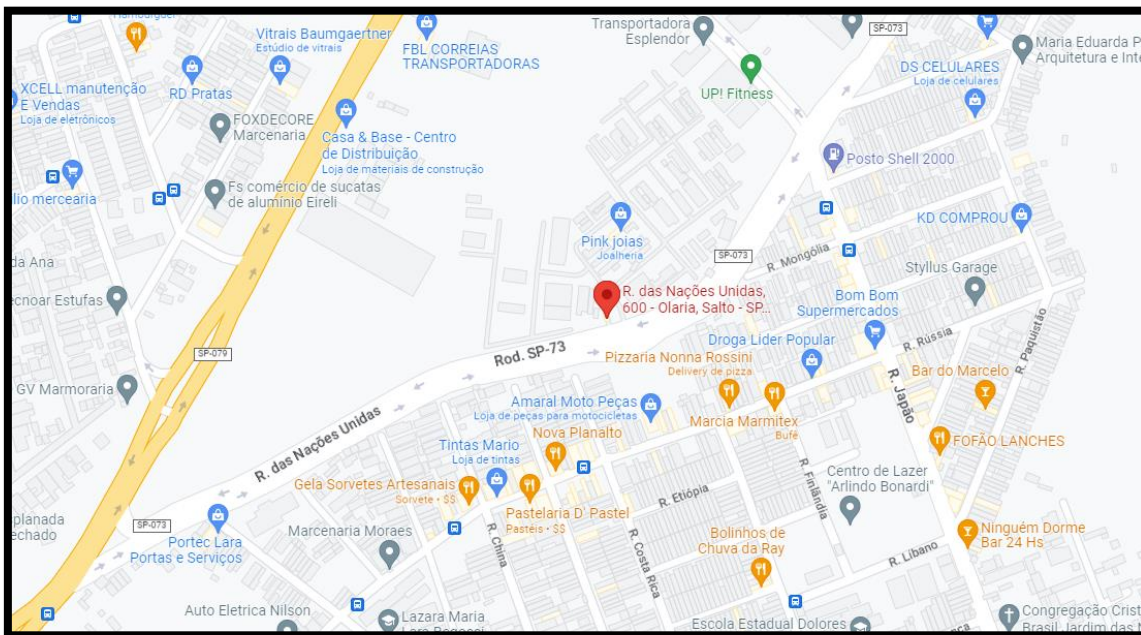 Hamburguer
Vitrais Baumgaertner
Estúdio de vitrais
FBL CORREIAS
TRANSPORTADORAS
Transportadora
Esplendor
SP-073
Maria Eduarda P
Arquitetura e Inte
XCELL manutenção
E Vendas
Loja de eletrônicos
RD Pratas
UP! Fitness
DS CELULARES
Loja de celulares
FOXDECORE
Marcenaria
Casa & Base - Centro
de Distribuição
Loja de materiais de construção
Posto Shell 2000
lio mercearia
Fs comércio de sucatas
de alumínio Eireli
Pink joias
Joalheria
KD COMPROU
SP-073
R. Mongólia
Styllus Garage
da Ana
ecnoar Estufas
R. das Nações Unidas,
600 - Olaria, Salto - SP...
Bom Bom
Supermercados
R. Rússia
R. Paquistão
SP-079
Rod. SP-73
Droga Lider Popular
Pizzaria Nonna Rossini
Delivery de pizza
Bar do Marcelo
GV Marmoraria
Amaral Moto Peças
Loja de peças para motocicletas
Marcia Marmitex
Bufê
R. Japão
R. das Nações Unidas
Nova Planalto
Tintas Mario
Loja de tintas
FOFÃO LANCHES
Gela Sorvetes Artesanais
Sorvete • $$
Centro de Lazer
"Arlindo Bonardi"
R. Finlândia
R. Etiópia
Pastelaria D' Pastel
Pastéis • $$
splanada
echado
SP-073
Portec Lara
Portas e Serviços
Marcenaria Moraes
R. China
R. Costa Rica
Bolinhos de
Chuva da Ray
R. Líbano
Ninguém Dorme
Bar 24 Hs
Auto Eletrica Nilson
Lazara Maria
Escola Estadual Dolores
Congregação Crist
Brasil Jardim das N